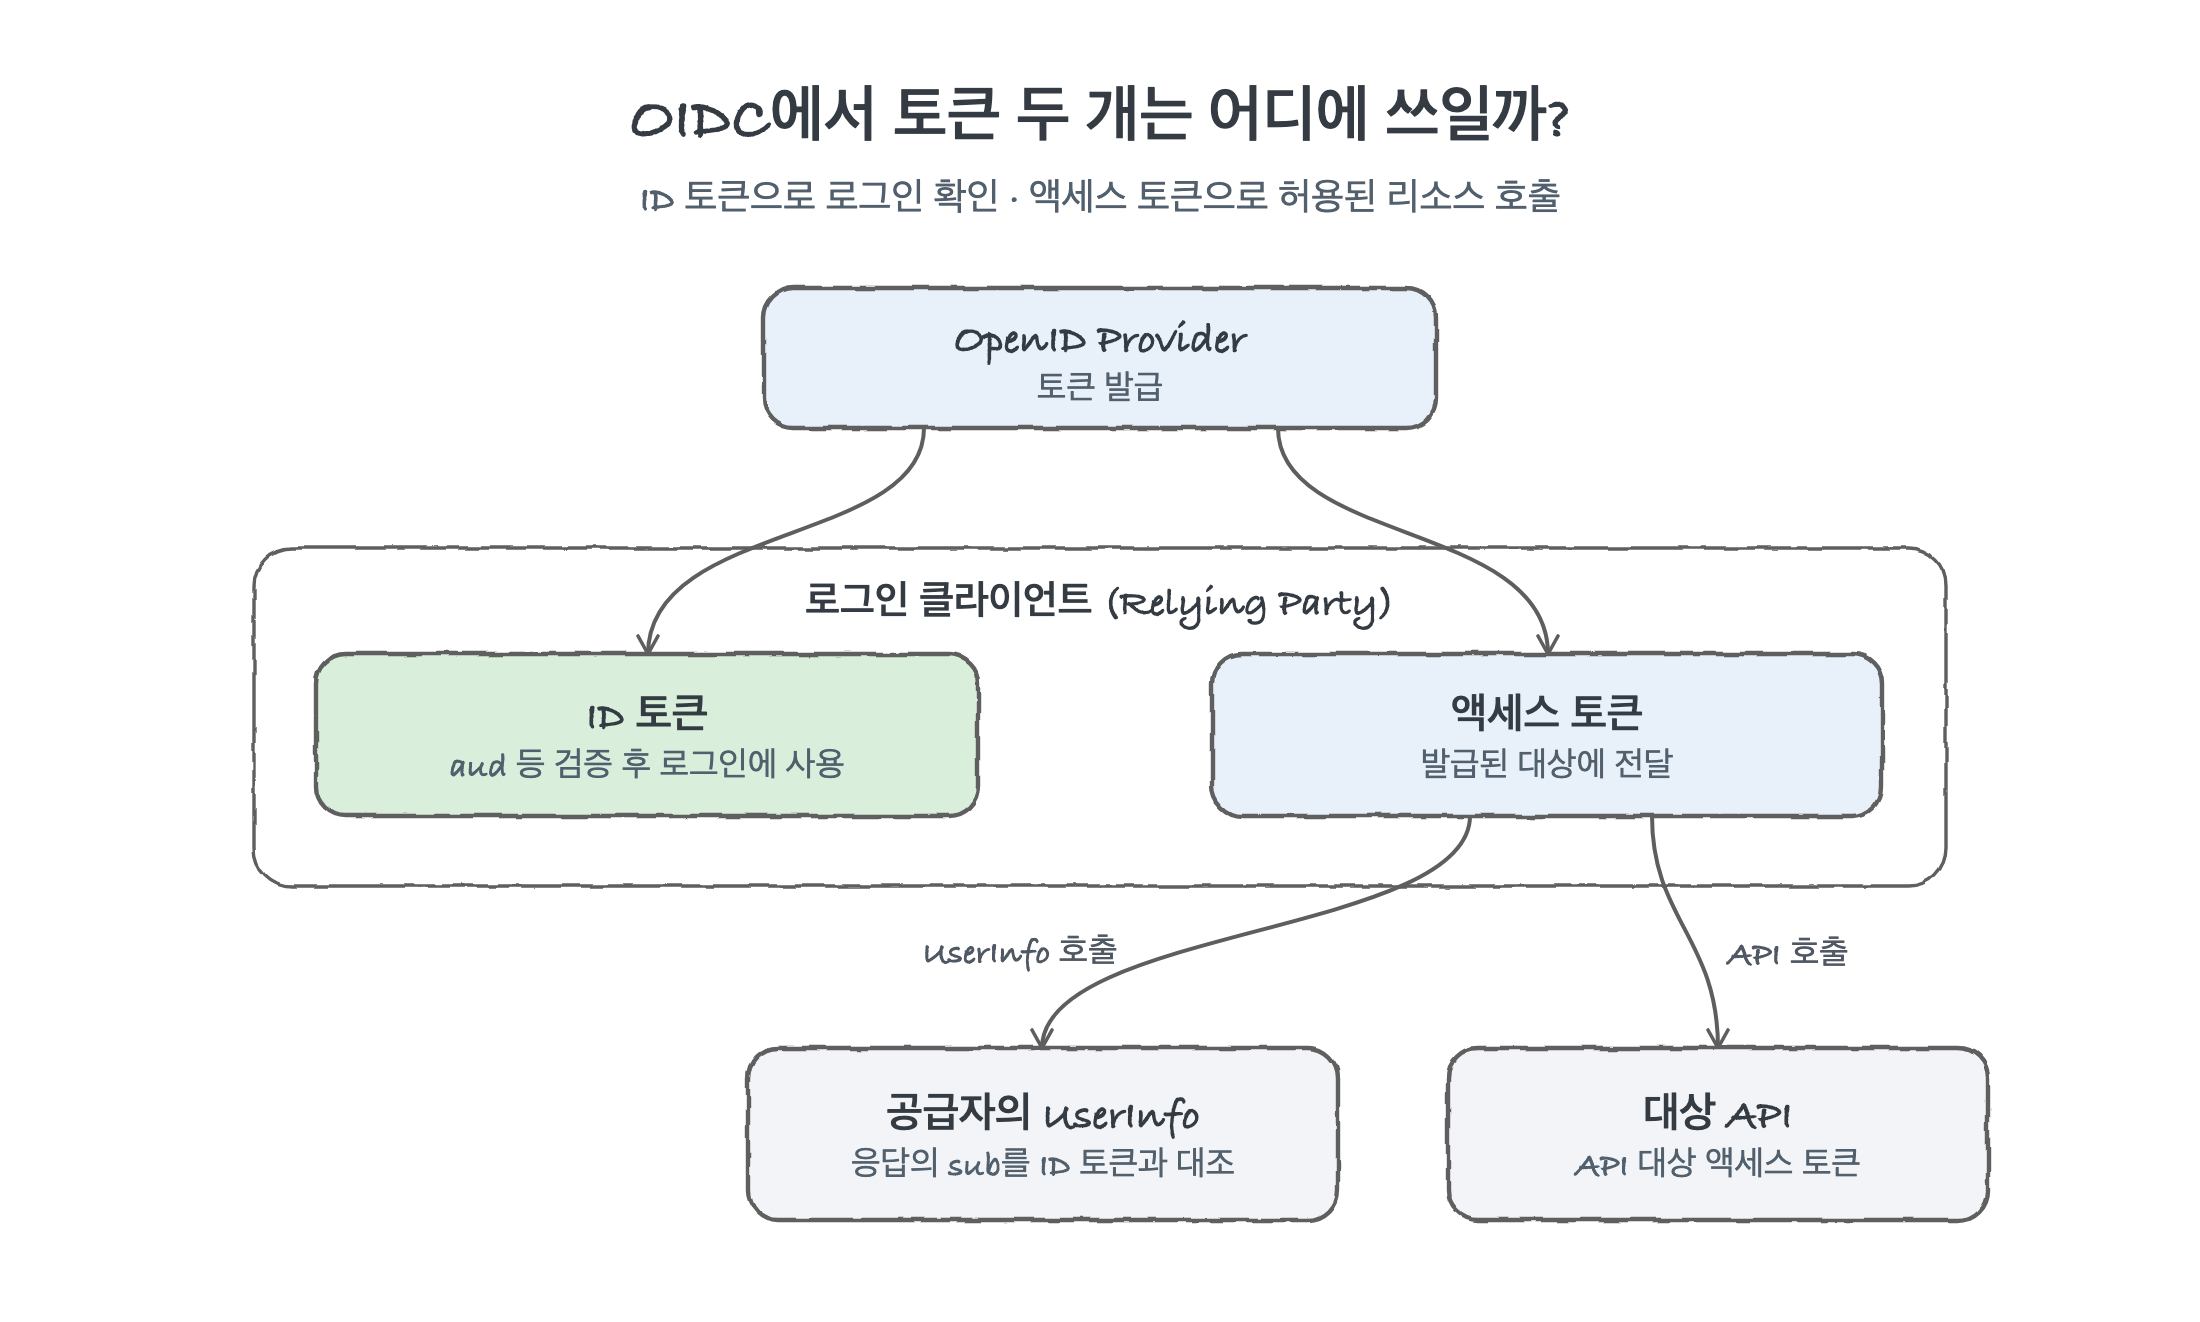 OIDC에서 토큰 두 개는 어디에 쓰일까?
ID 토큰으로 로그인 확인 · 액세스 토큰으로 허용된 리소스 호출
OpenID Provider
토큰 발급
로그인 클라이언트 (Relying Party)
ID 토큰
aud 등 검증 후 로그인에 사용
액세스 토큰
발급된 대상에 전달
UserInfo 호출
API 호출
공급자의 UserInfo
응답의 sub를 ID 토큰과 대조
대상 API
API 대상 액세스 토큰